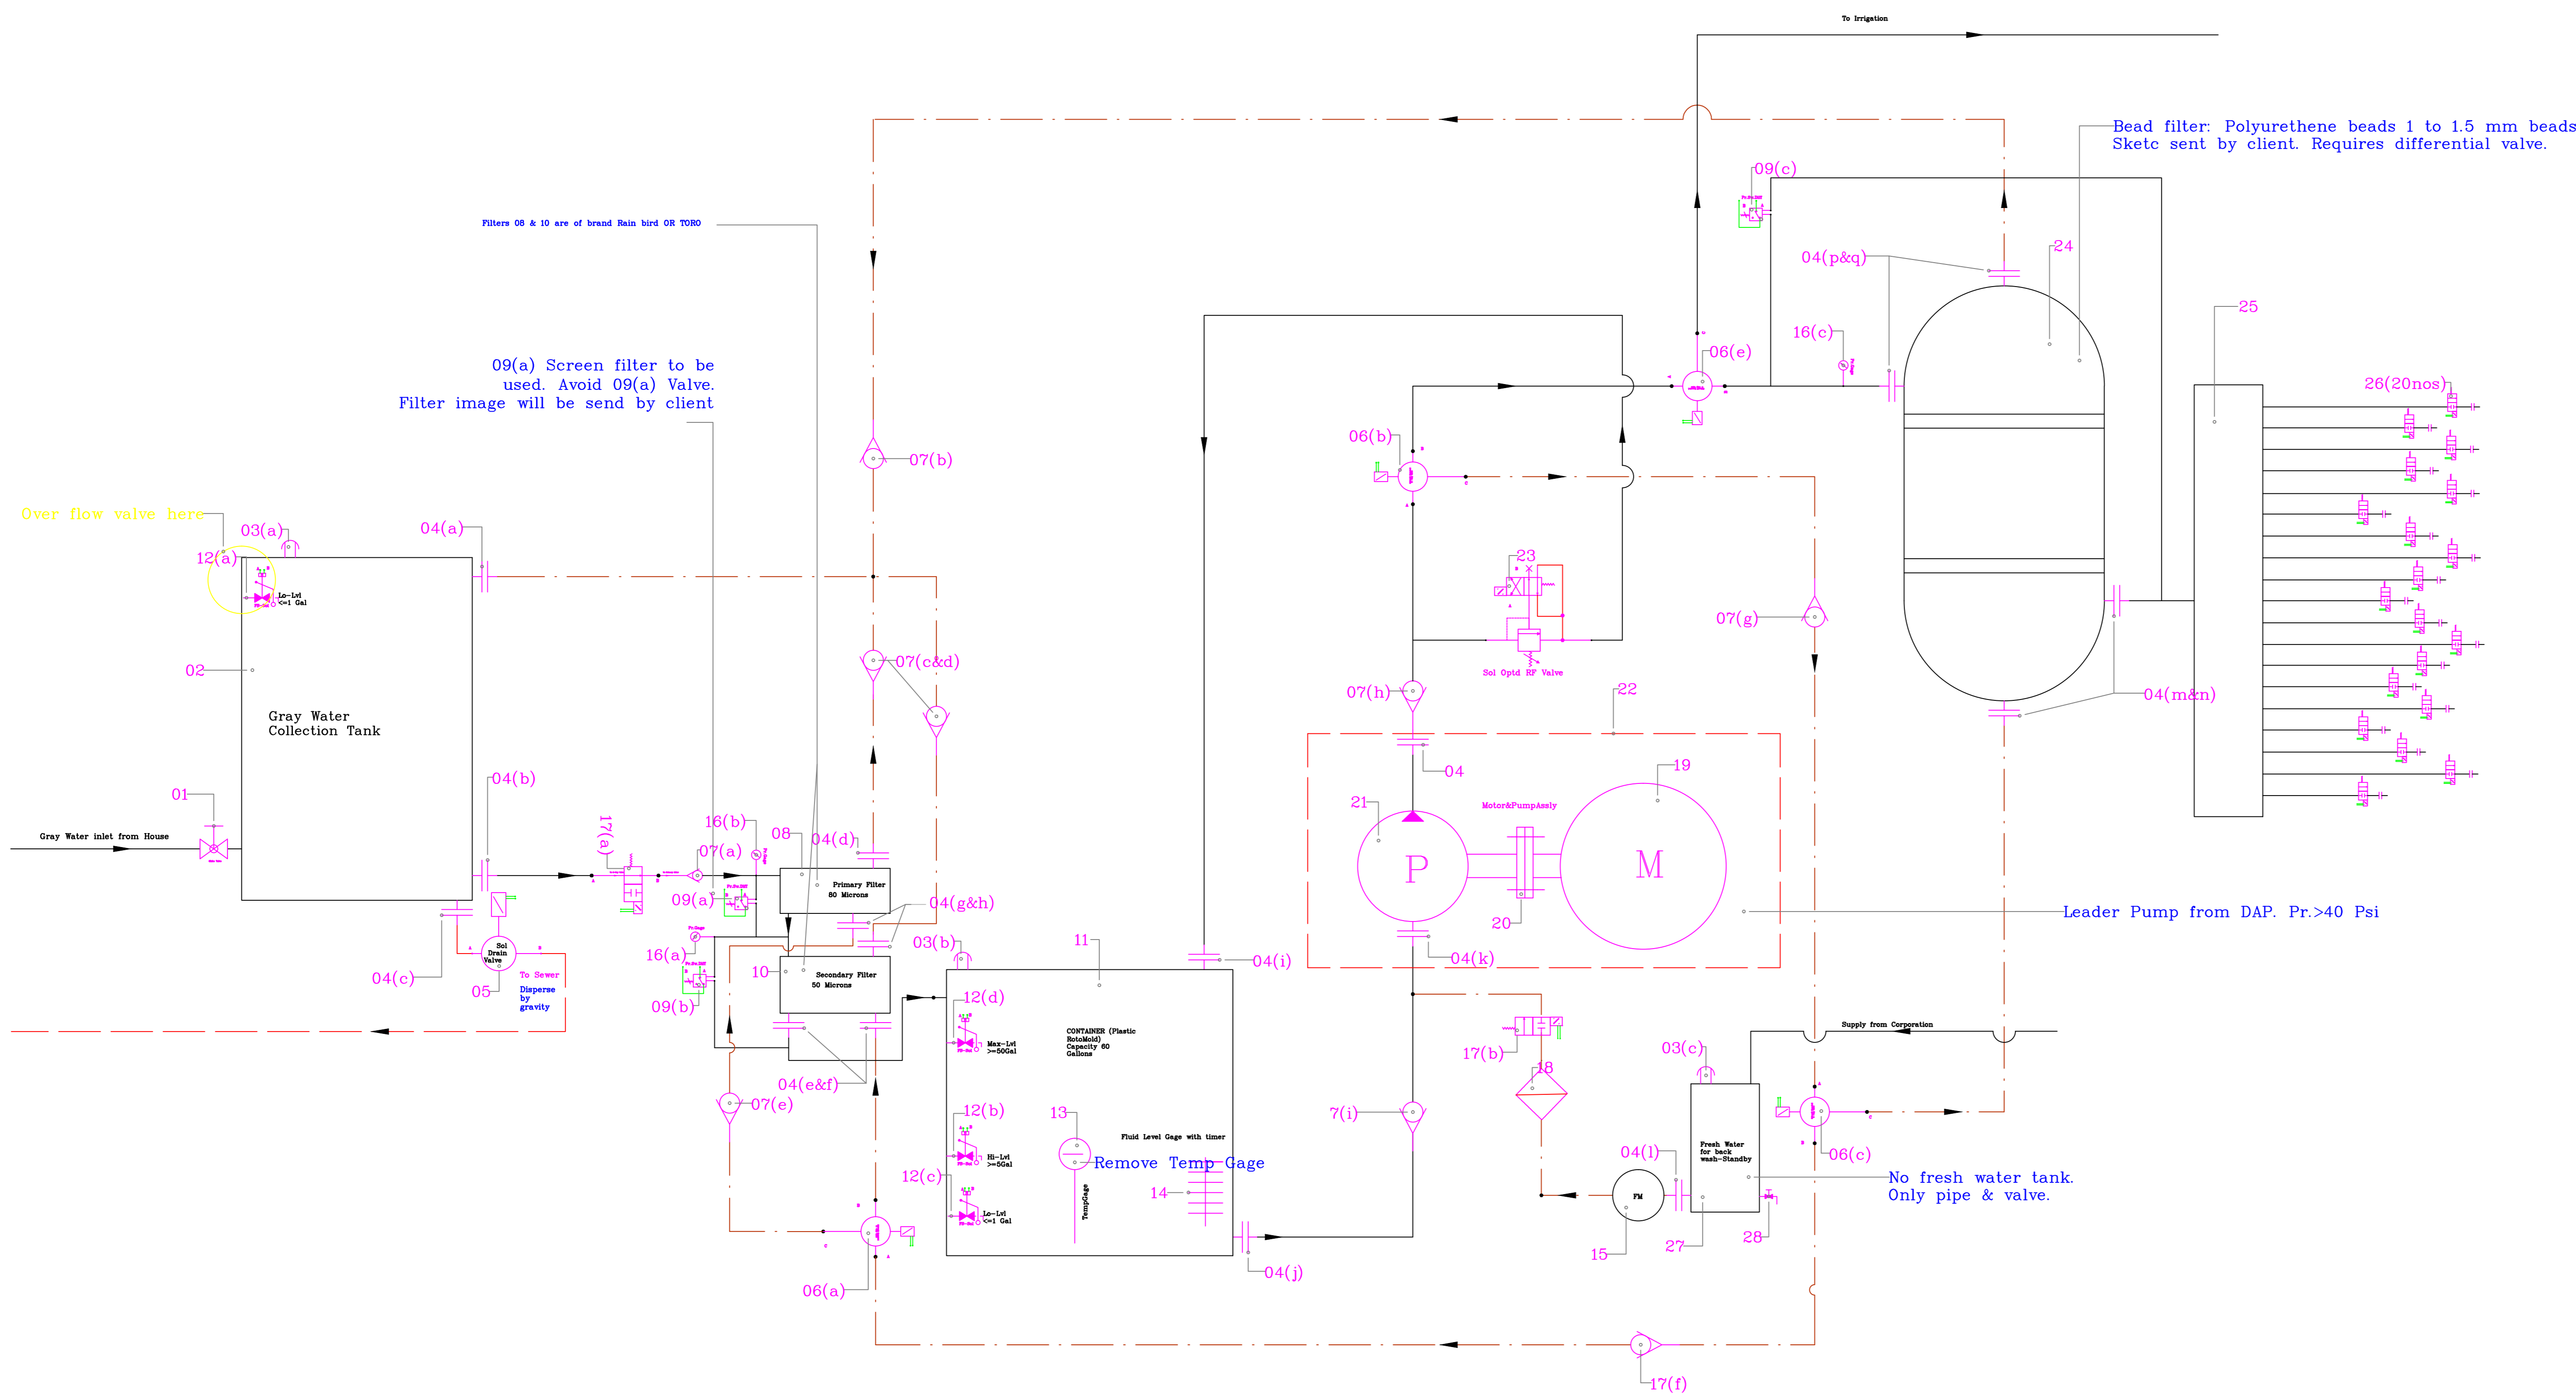 To Irrigation
Bead filter: Polyurethene beads 1 to 1.5 mm beads
Sketc sent by client. Requires differential valve.
09(c)
Filters 08 & 10 are of brand Rain bird OR TORO
04(p&q)
24
25
16(c)
06(e)
09(a) Screen filter to be
used. Avoid 09(a) Valve.
Filter image will be send by client
26(20nos)
06(b)
07(b)
Over flow valve here
03(a)
04(a)
12(a)
Lo-Lvl
<=1 Gal
23
07(g)
02
07(c&d)
Sol Optd RF Valve
07(h)
22
04(m&n)
Gray Water
Collection Tank
04(b)
01
04
19
21
Motor&PumpAssly
Gray Water inlet from House
17(a)
16(b)
07(a)
08
04(d)
P
M
Primary Filter
80 Microns
09(a)
04(g&h)
20
Leader Pump from DAP. Pr.>40 Psi
Pr.Gage
16(a)
03(b)
11
Sol
Drain
Valve
A
B
04(c)
05
To Sewer
Disperse
by
gravity
10
Secondary Filter
50 Microns
09(b)
04(i)
04(k)
12(d)
Max-Lvl
>=50Gal
CONTAINER (Plastic
RotoMold)
Capacity 60
Gallons
17(b)
18
Supply from Corporation
03(c)
04(e&f)
07(e)
12(b)
13
7(i)
Hi-Lvl
>=5Gal
Fluid Level Gage with timer
Remove Temp Gage
TempGage
14
12(c)
Lo-Lvl
<=1 Gal
04(l)
Fresh Water
for back
wash-Standby
06(c)
No fresh water tank.
Only pipe & valve.
FM
15
27
28
06(a)
04(j)
17(f)